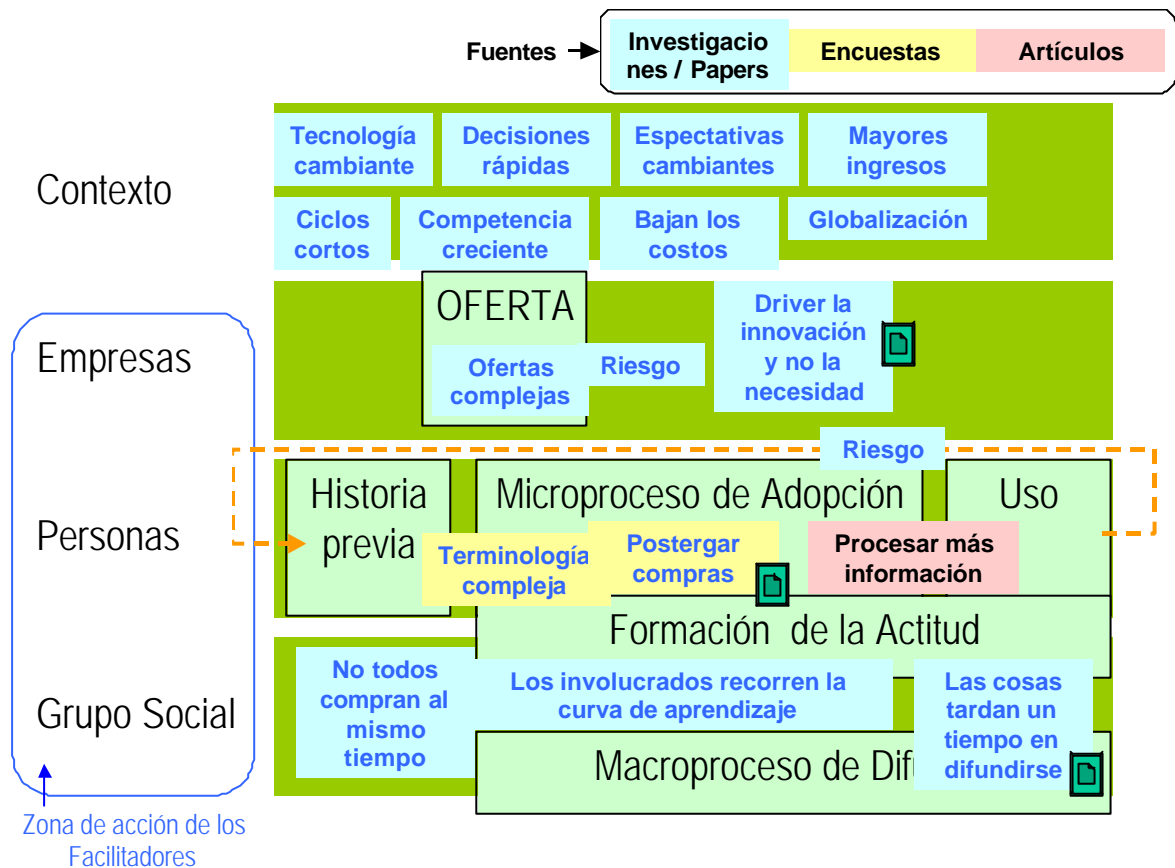 Fuentes
Investigacio
nes / Papers
Encuestas
Artículos
Contexto
Tecnología
cambiante
Decisiones
rápidas
Espectativas
cambiantes
Mayores
ingresos
Ciclos
cortos
Competencia
creciente
Bajan los
costos
Globalización
Empresas
OFERTA
Ofertas
complejas
Riesgo
Driver la
innovación
y no la
necesidad
Riesgo
Personas
Historia
previa
Microproceso de Adopción
Uso
Terminología
compleja
Postergar
compras
Procesar más
información
Formación de la Actitud
Grupo Social
No todos
compran al
mismo
tiempo
Los involucrados recorren la
curva de aprendizaje
Las cosas
tardan un
tiempo en
difundirse
Macroproceso de Dif
Zona de acción de los
Facilitadores